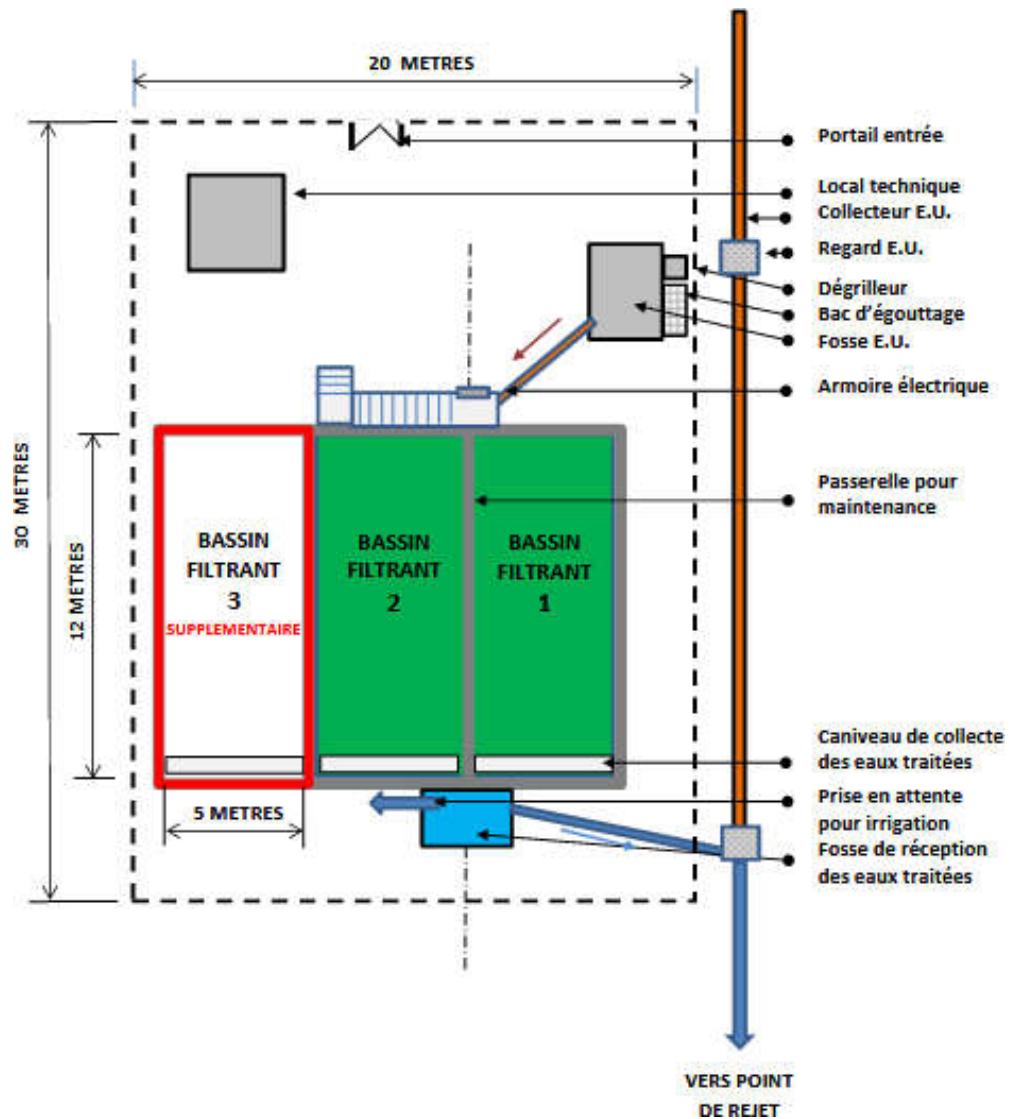 20 METRES
Portail entrée
Local technique
Collecteur E.U.
Regard E.U.
Dégrilleur
Bac d'égouttage
Fosse E.U.
Armoire électrique
30 METRES
12 METRES
Passerelle pour
maintenance
BASSIN
FILTRANT
3
SUPPLEMENTAIRE
BASSIN
FILTRANT
2
BASSIN
FILTRANT
1
Caniveau de collecte
des eaux traitées
5 METRES
Prise en attente
pour irrigation
Fosse de réception
des eaux traitées
VERS POINT
DE REJET